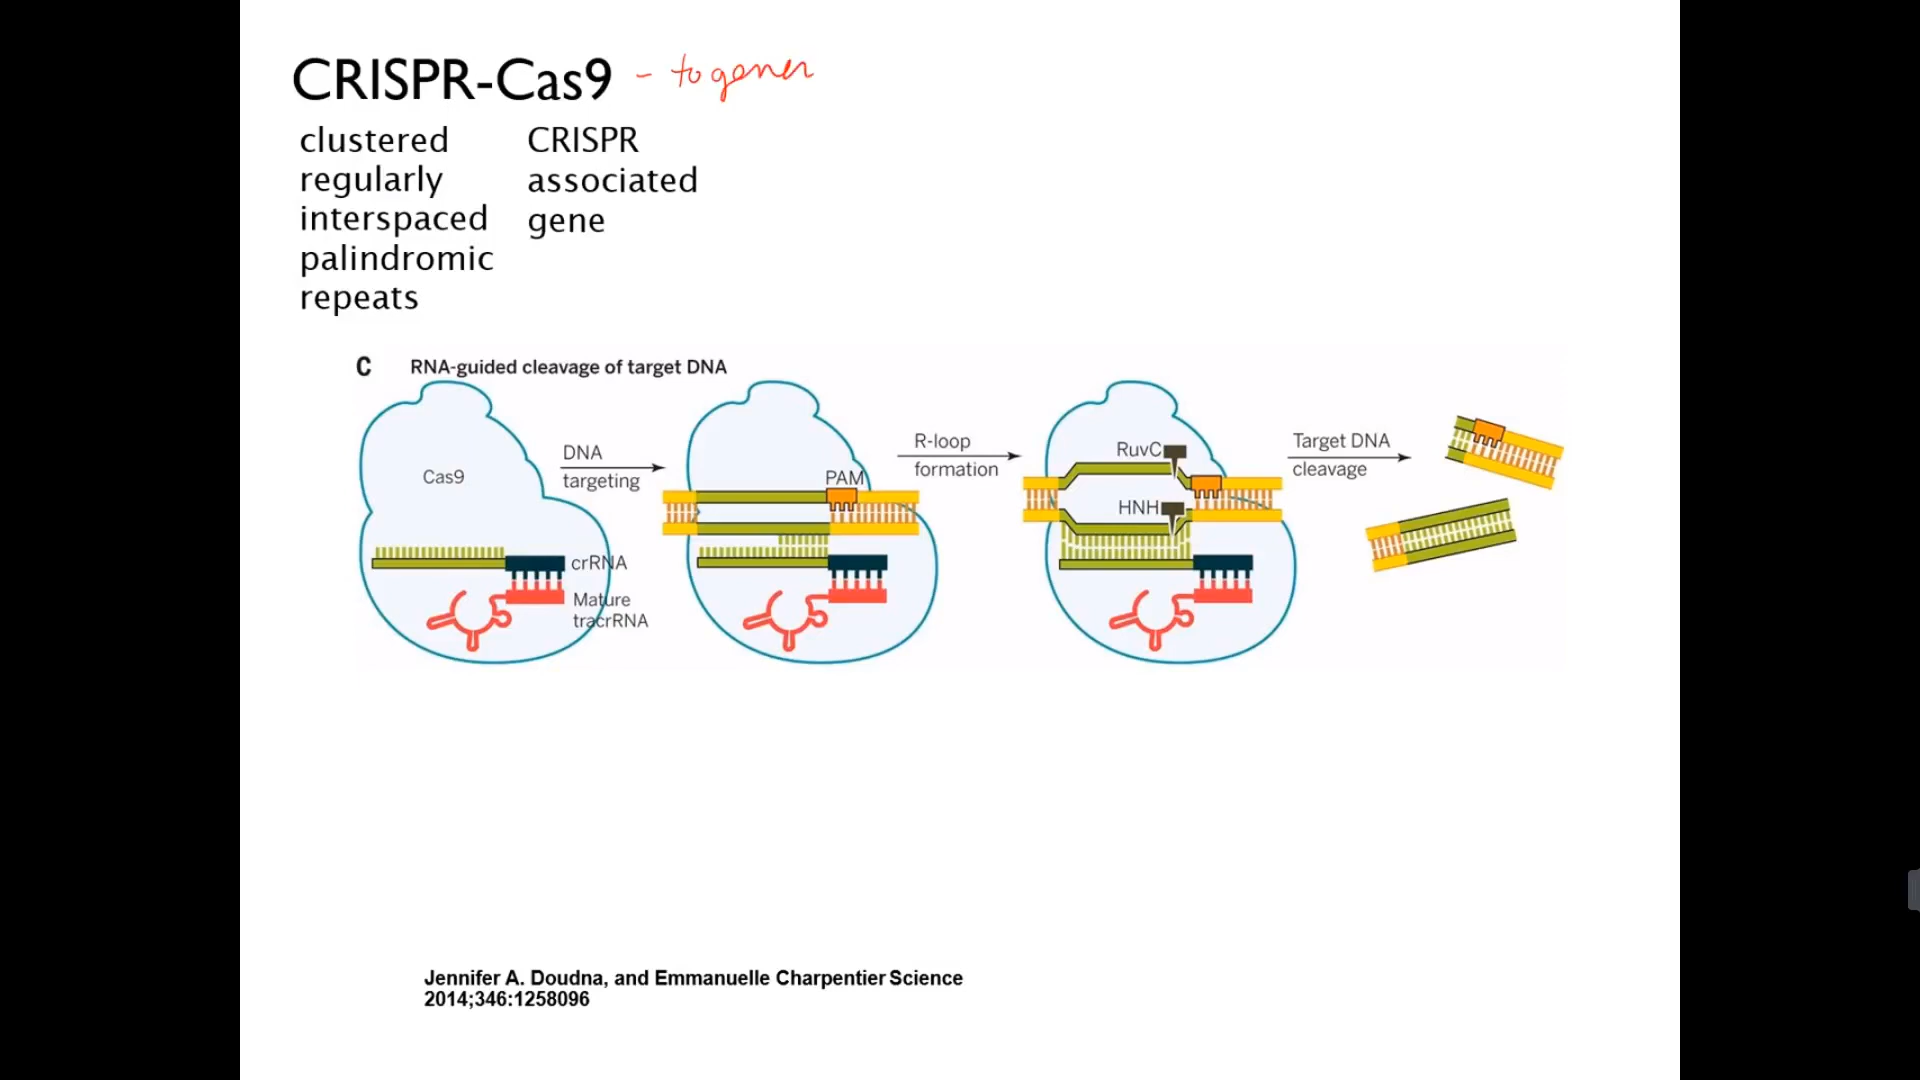 CRISPR-Cas9 - to gener
clustered
regularly
interspaced
palindromic
repeats
CRISPR
associated
gene
C RNA-guided cleavage of target DNA
Cas9
crRNA
Mature
tracrRNA
DNA
targeting
PAM
R-loop
formation
RuvC
HNH
Target DNA
cleavage
Jennifer A. Doudna, and Emmanuelle Charpentier Science
2014;346:1258096